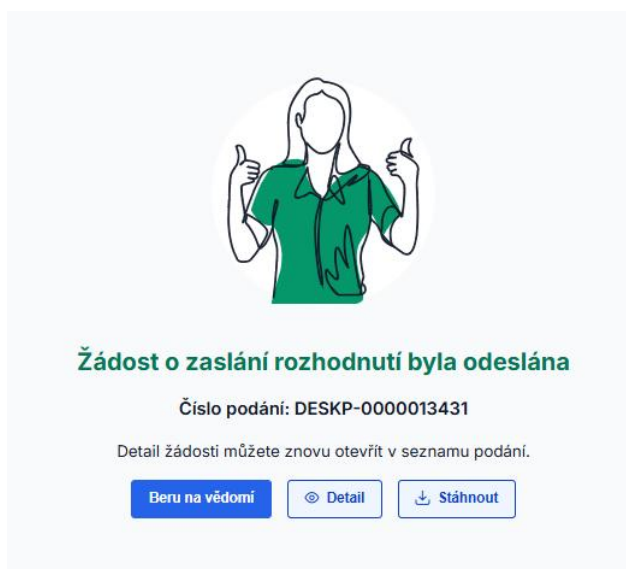 Žádost o zaslání rozhodnutí byla odeslána
Číslo podání: DESKP-0000013431
Detail žádosti můžete znovu otevřít v seznamu podání.
Beru na vědomí
Detail
Stáhnout